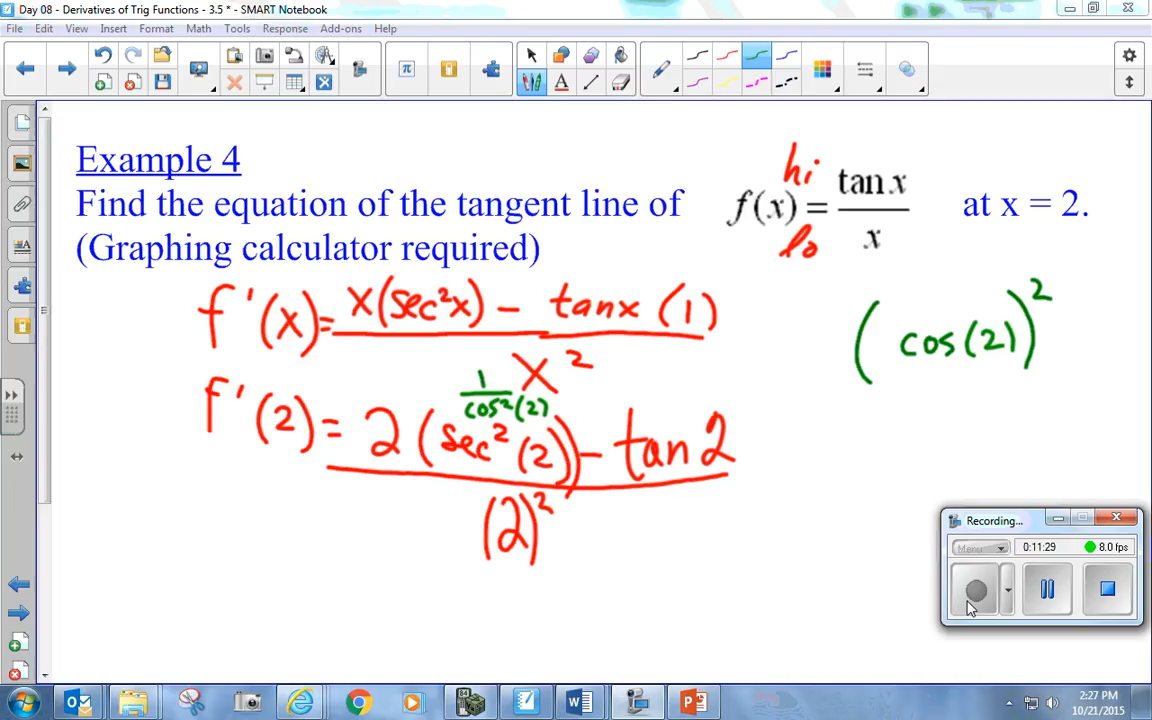 Day 08 - Derivatives of Trig Functions - 3.5 * - SMART Notebook
File Edit View Insert Format Math Tools Response Add-ons Help
π A
Example 4
Find the equation of the tangent line of f(x) = tan x / x at x = 2.
hi
lo
(Graphing calculator required)
f'(x) = x(sec²x) - tanx (1) / x²
(cos(2))²
1 / cos²(2)
f'(2) = 2(sec²(2)) - tan 2 / (2)²
Recording...
Menu 0:11:29 8.0 fps
2:27 PM
10/21/2015